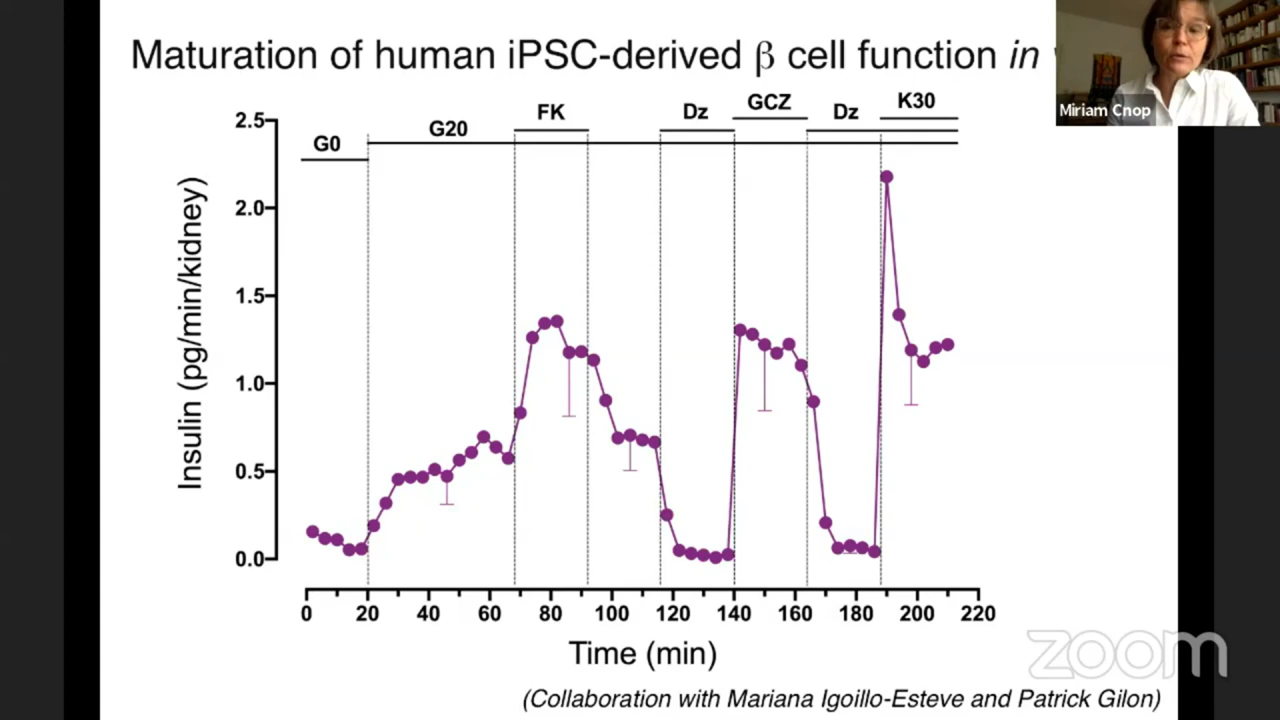 Maturation of human iPSC-derived β cell function in
Miriam Cnop
G0
G20
FK
Dz
GCZ
Dz
K30
2.5
2.0
1.5
1.0
0.5
0.0
Insulin (pg/min/kidney)
0 20 40 60 80 100 120 140 160 180 200 220
Time (min)
zoom
(Collaboration with Mariana Igoillo-Esteve and Patrick Gilon)